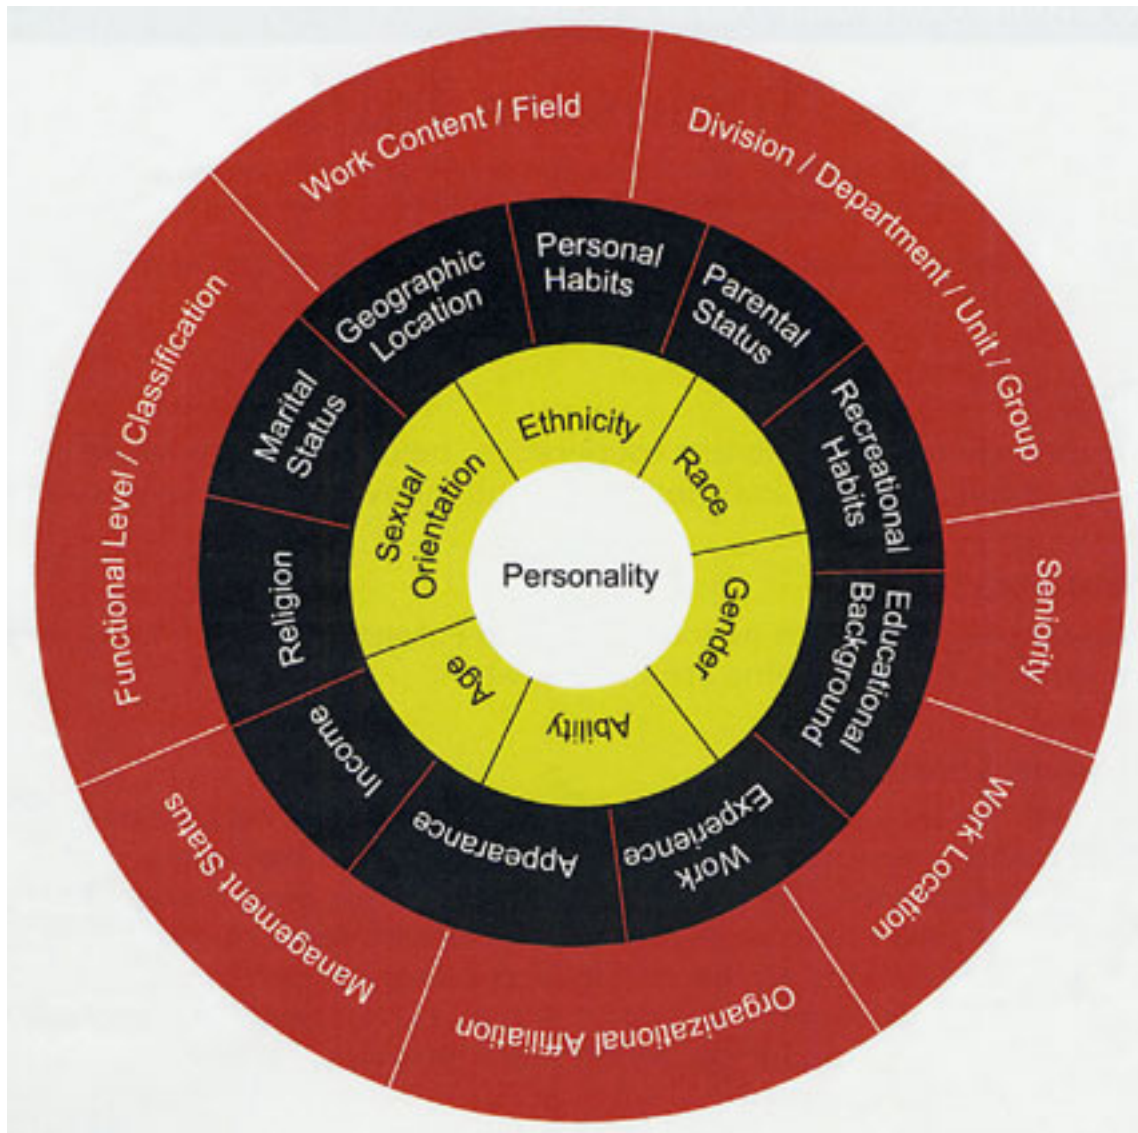 Work Content / Field
Division / Department / Unit / Group
Seniority
Work Location
Organizational Affiliation
Management Status
Functional Level / Classification
Personal
Habits
Parental
Status
Recreational
Habits
Educational
Background
Work
Experience
Appearance
Income
Religion
Marital
Status
Geographic
Location
Ethnicity
Race
Gender
Ability
Age
Sexual
Orientation
Personality